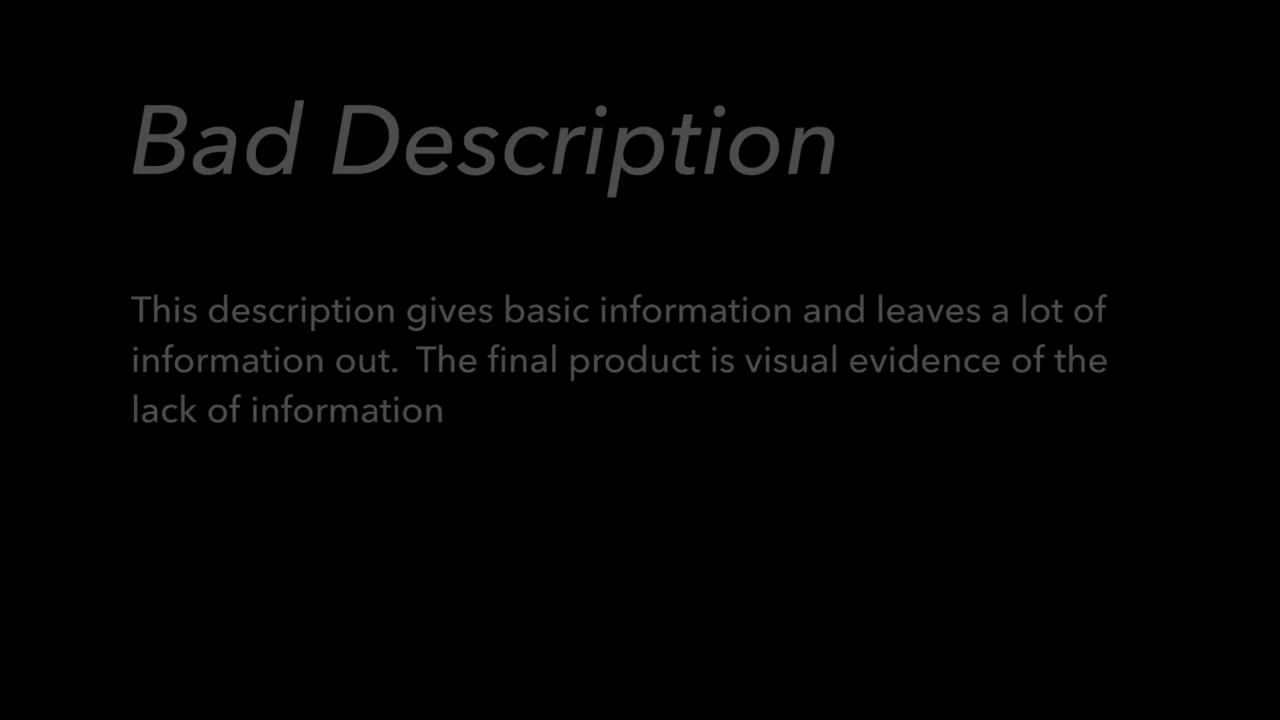 Bad Description
This description gives basic information and leaves a lot of
information out.  The final product is visual evidence of the
lack of information